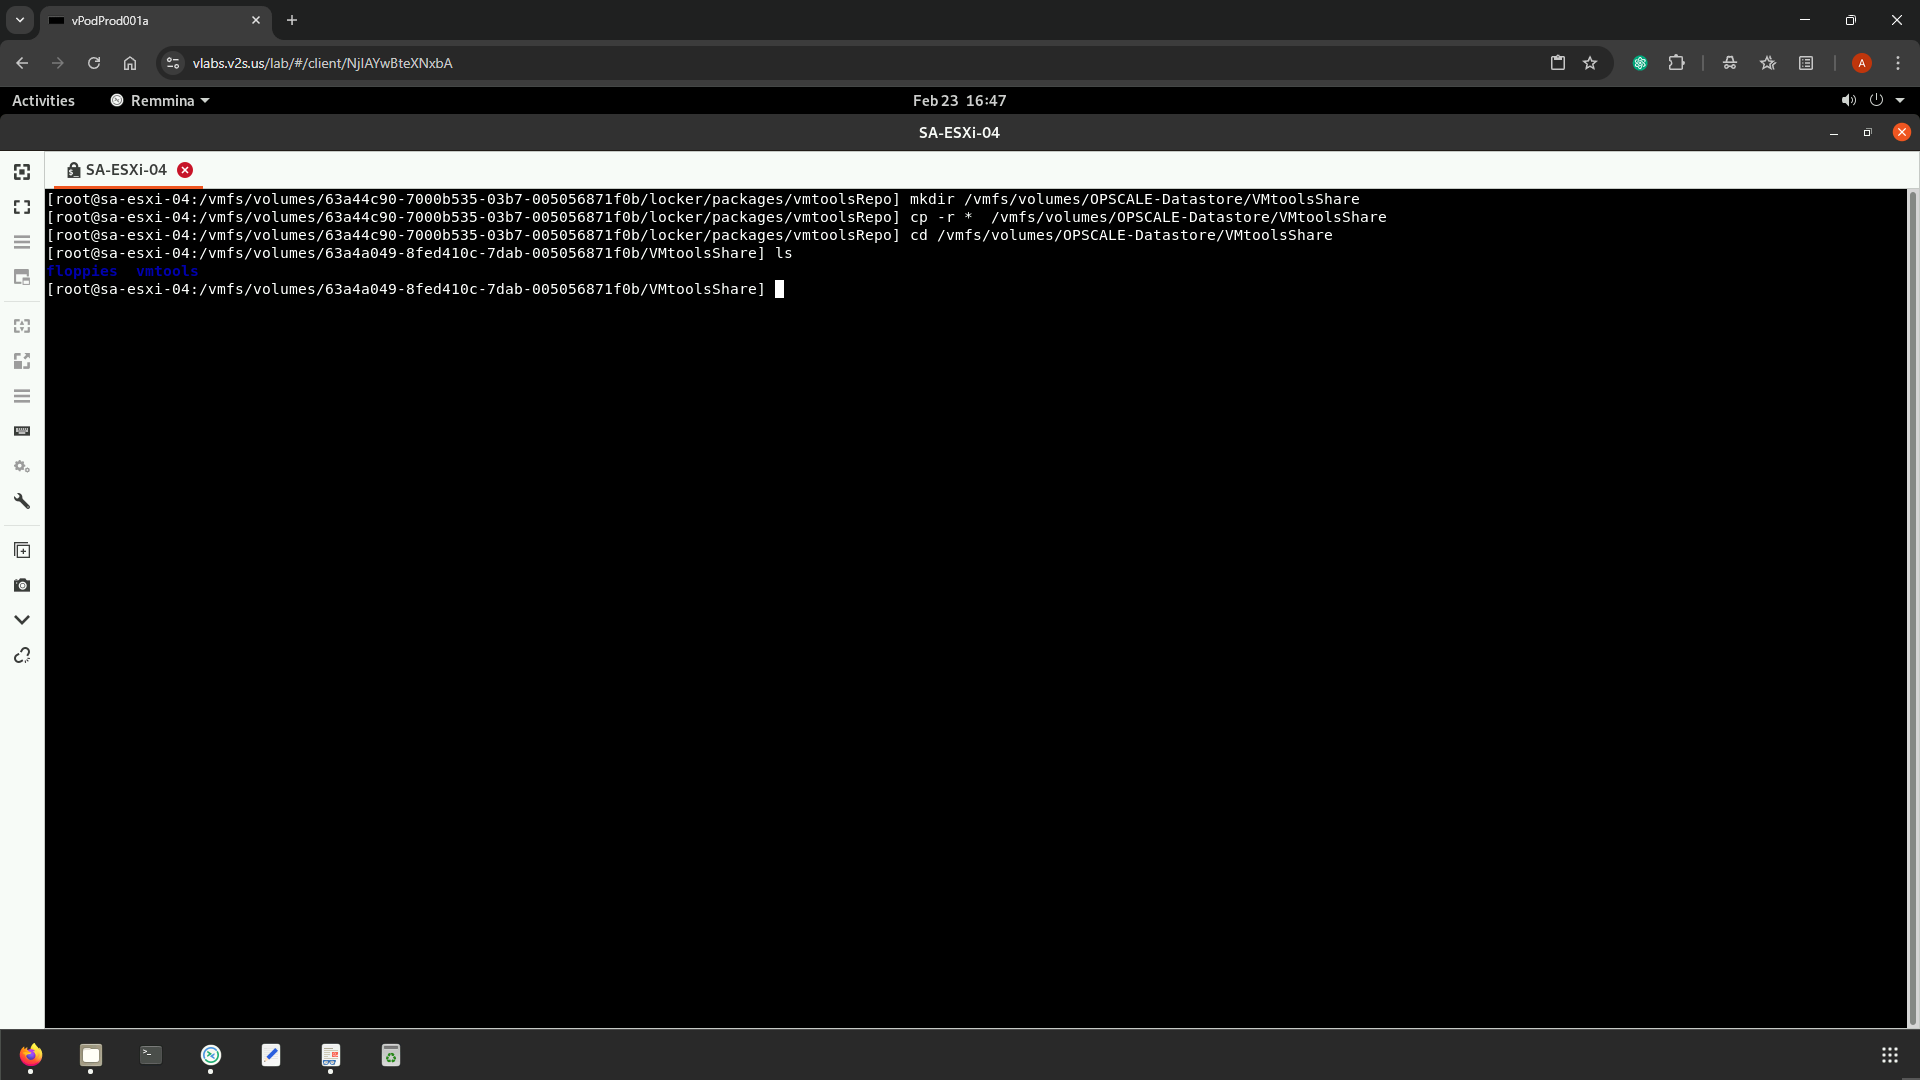 vPodProd001a
vlabs.v2s.us/lab/#/client/NjIAYwBteXNxbA
A
Activities
Remmina
Feb 23 16:47
SA-ESXi-04
SA-ESXi-04
[root@sa-esxi-04:/vmfs/volumes/63a44c90-7000b535-03b7-005056871f0b/locker/packages/vmtoolsRepo] mkdir /vmfs/volumes/OPSCALE-Datastore/VMtoolsShare
[root@sa-esxi-04:/vmfs/volumes/63a44c90-7000b535-03b7-005056871f0b/locker/packages/vmtoolsRepo] cp -r *  /vmfs/volumes/OPSCALE-Datastore/VMtoolsShare
[root@sa-esxi-04:/vmfs/volumes/63a44c90-7000b535-03b7-005056871f0b/locker/packages/vmtoolsRepo] cd /vmfs/volumes/OPSCALE-Datastore/VMtoolsShare
[root@sa-esxi-04:/vmfs/volumes/63a4a049-8fed410c-7dab-005056871f0b/VMtoolsShare] ls
floppies  vmtools
[root@sa-esxi-04:/vmfs/volumes/63a4a049-8fed410c-7dab-005056871f0b/VMtoolsShare]